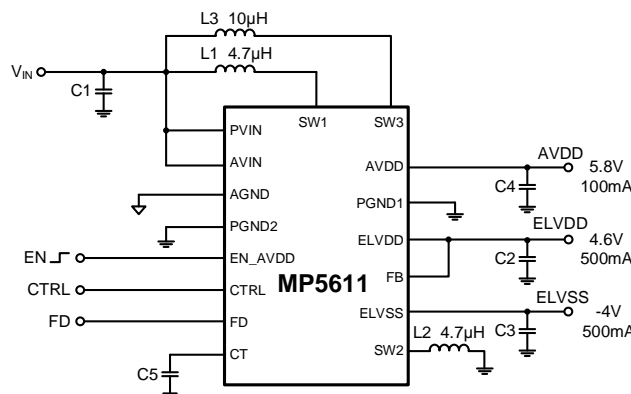 L3 10µH
L1 4.7µH
VIN
C1
SW1 SW3
PVIN
AVIN
AGND
PGND2
EN_AVDD
CTRL
FD
CT
MP5611
AVDD
PGND1
ELVDD
FB
ELVSS
SW2
EN
CTRL
FD
C5
AVDD
5.8V
100mA
C4
ELVDD
4.6V
500mA
C2
ELVSS
-4V
500mA
C3
L2 4.7µH